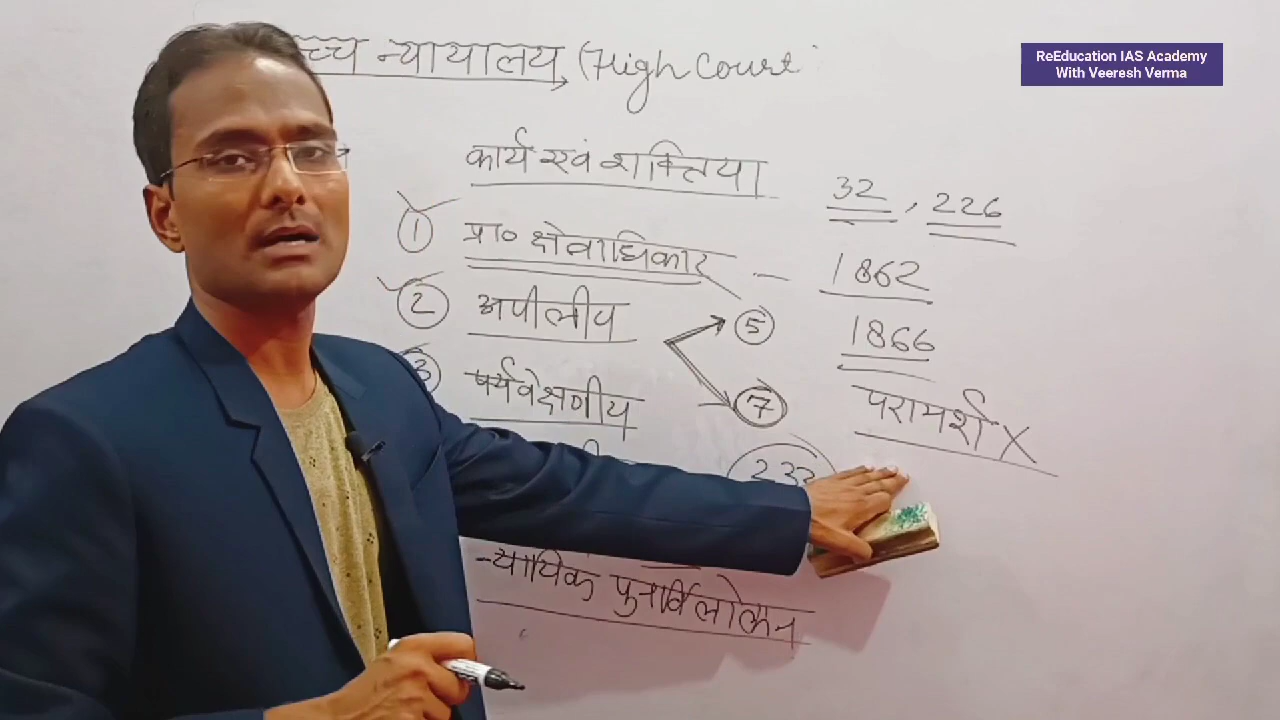 ReEducation IAS Academy
With Veeresh Verma
च्च न्यायालय, (High Court
कार्य एवं शक्तिया
32, 226
1 प्रा० क्षेत्राधिकार - 1862
2 अपीलीय 5 1866
3 पर्यवेक्षणीय 7 परामर्श X
न्यायिक पुनर्विलोकन